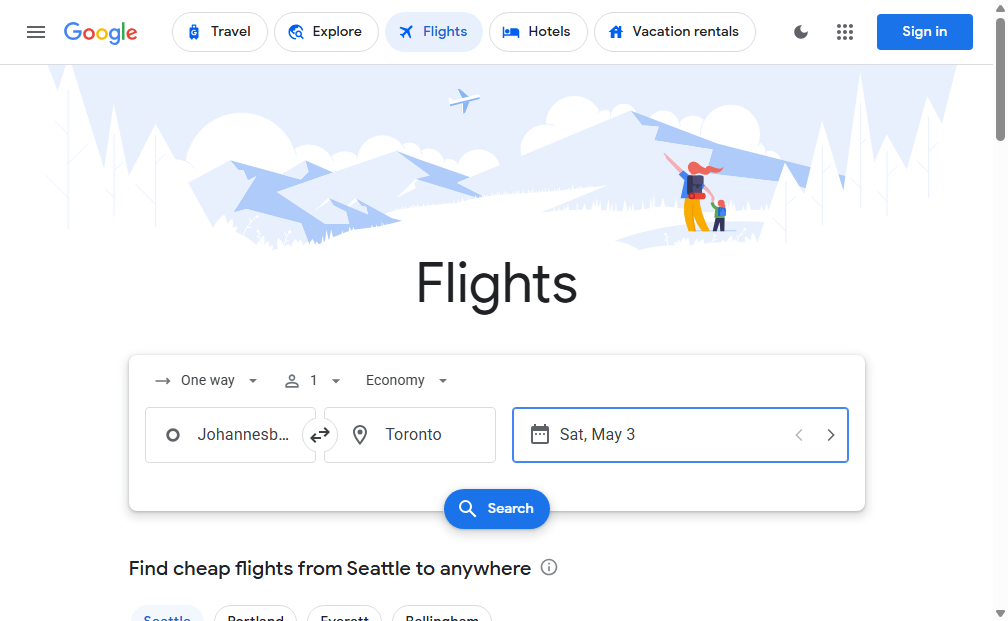 Google
Travel
Explore
Flights
Hotels
Vacation rentals
Sign in
Flights
One way
1
Economy
Johannesb...
Toronto
Sat, May 3
Search
Find cheap flights from Seattle to anywhere
Seattle
Portland
Everett
Bellingham